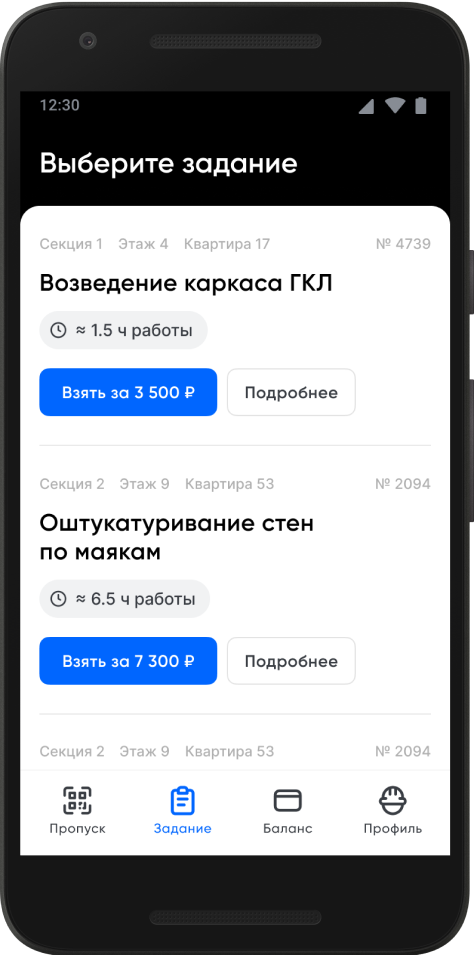 12:30
Выберите задание
Секция 1 Этаж 4 Квартира 17 № 4739
Возведение каркаса ГКЛ
≈ 1.5 ч работы
Взять за 3 500 ₽ Подробнее
Секция 2 Этаж 9 Квартира 53 № 2094
Оштукатуривание стен
по маякам
≈ 6.5 ч работы
Взять за 7 300 ₽ Подробнее
Секция 2 Этаж 9 Квартира 53 № 2094
Пропуск Задание Баланс Профиль